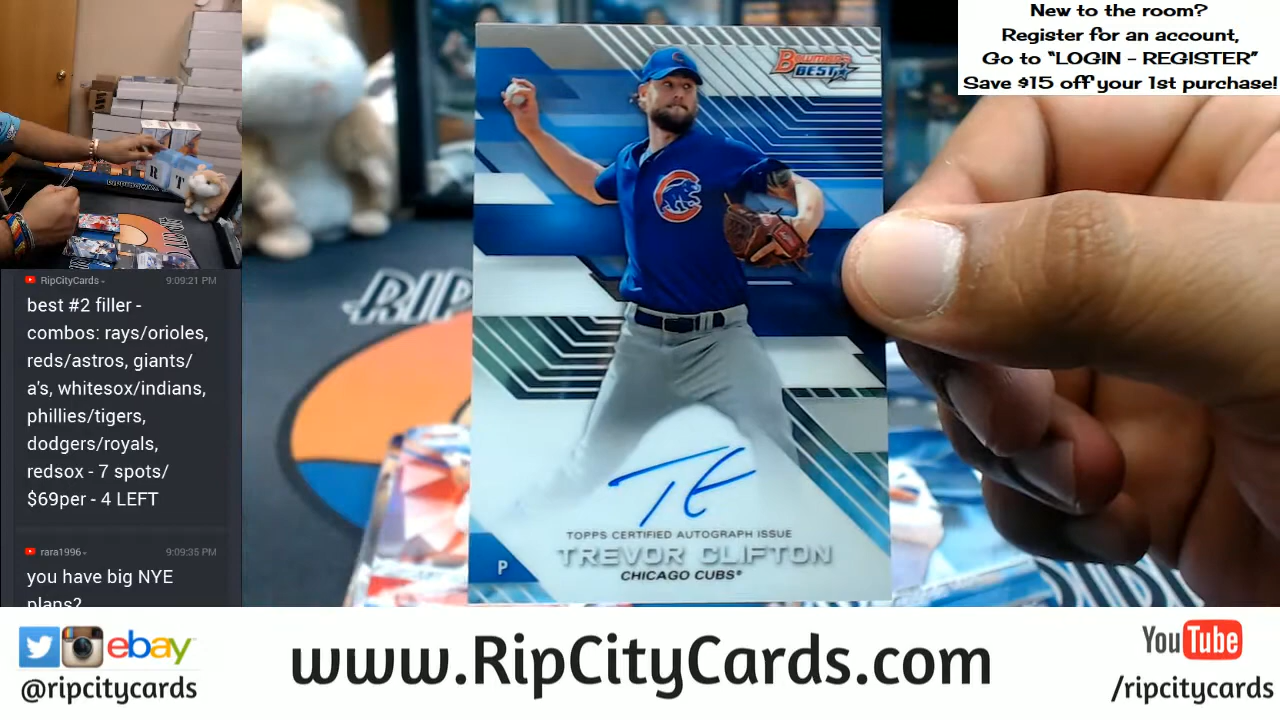 New to the room?
Register for an account,
Go to “LOGIN - REGISTER”
Save $15 off your 1st purchase!
Bowman's
BEST
C
RIP
R
T
RipCityCards
9:09:21 PM
best #2 filler -
combos: rays/orioles,
reds/astros, giants/
a's, whitesox/indians,
phillies/tigers,
dodgers/royals,
redsox - 7 spots/
$69per - 4 LEFT
rara1996
9:09:35 PM
you have big NYE
plans?
TOPPS CERTIFIED AUTOGRAPH ISSUE
TREVOR CLIFTON
P
CHICAGO CUBS®
ebay
@ripcitycards
www.RipCityCards.com
YouTube
/ripcitycards